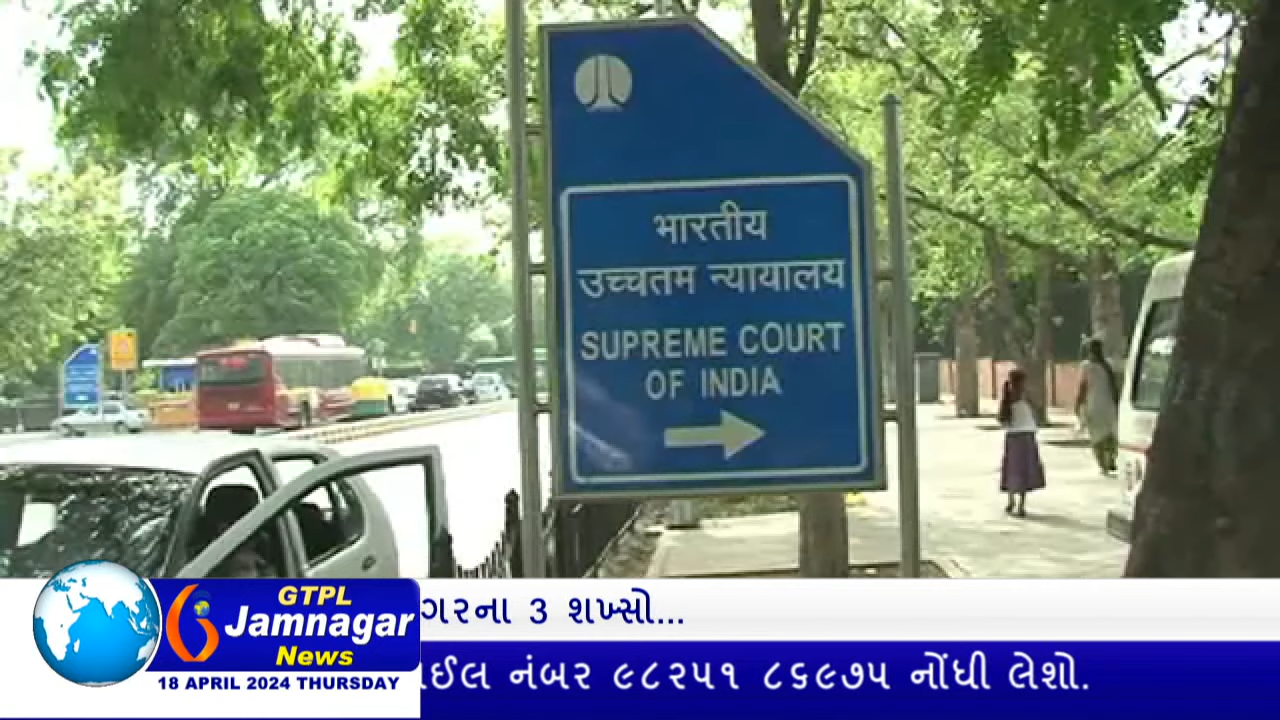 भारतीय
उच्चतम न्यायालय
SUPREME COURT
OF INDIA
GTPL
Jamnagar
News
18 APRIL 2024 THURSDAY
ગરના 3 શખ્સો...
નંબર ૯૮૨૫૧ ૮૬૯૭૫ નોંધી લેશો.